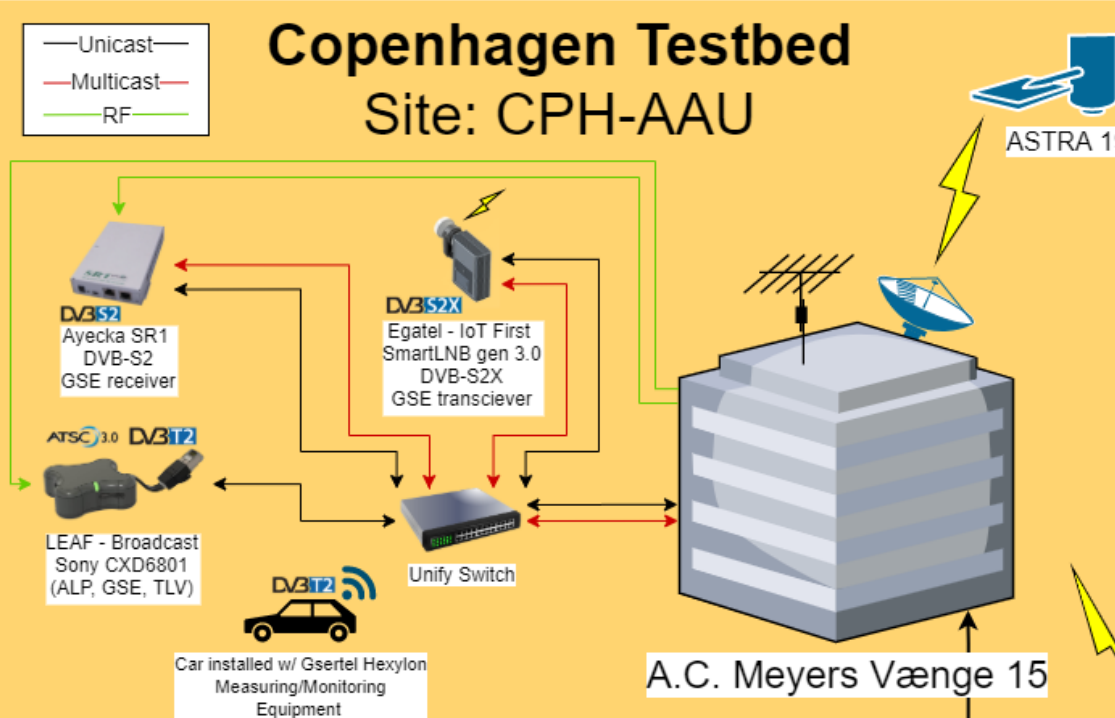 Unicast
Multicast
RF
Copenhagen Testbed
Site: CPH-AAU
ASTRA
SR1
DVB S2
Ayecka SR1
DVB-S2
GSE receiver
DVB S2X
Egatel - IoT First
SmartLNB gen 3.0
DVB-S2X
GSE transciever
ATSC 3.0 DVB T2
LEAF - Broadcast
Sony CXD6801
(ALP, GSE, TLV)
Unify Switch
DVB T2
Car installed w/ Gsertel Hexylon
Measuring/Monitoring
Equipment
A.C. Meyers Vænge 15